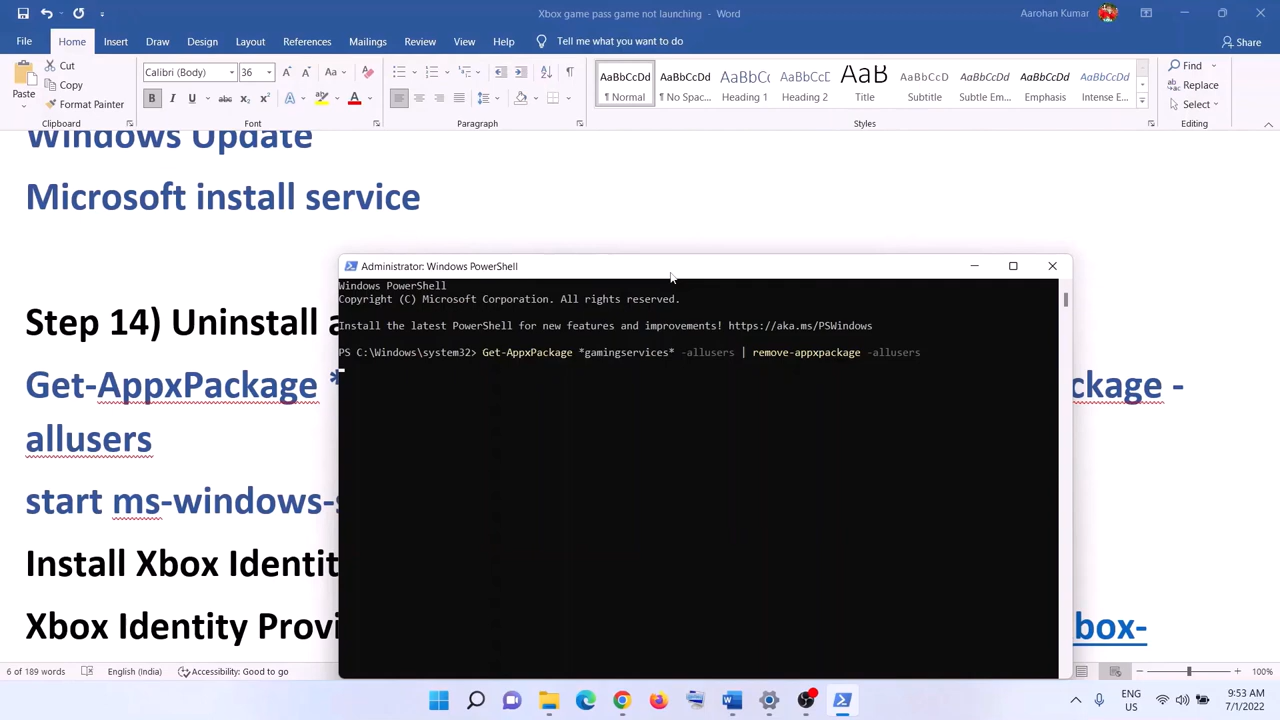 Xbox game pass game not launching - Word
Aarohan Kumar
File Home Insert Draw Design Layout References Mailings Review View Help Tell me what you want to do Share
Paste Cut Copy Format Painter
Calibri (Body) 36
AaBbCcDd AaBbCcDd AaBbCc AaBbCcC AaB AaBbCcD AaBbCcDd AaBbCcDd AaBbCcDd
¶ Normal ¶ No Spac... Heading 1 Heading 2 Title Subtitle Subtle Em... Emphasis Intense E...
Find Replace Select
Clipboard Font Paragraph Styles Editing
Windows Update
Microsoft install service
Administrator: Windows PowerShell
Windows PowerShell
Copyright (C) Microsoft Corporation. All rights reserved.
Install the latest PowerShell for new features and improvements! https://aka.ms/PSWindows
PS C:\Windows\system32> Get-AppxPackage *gamingservices* -allusers | remove-appxpackage -allusers
Step 14) Uninstall
Get-AppxPackage * ckage -
allusers
start ms-windows-
Install Xbox Identit
Xbox Identity Provi box-
6 of 189 words English (India) Accessibility: Good to go 100%
ENG 9:53 AM
US 7/1/2022